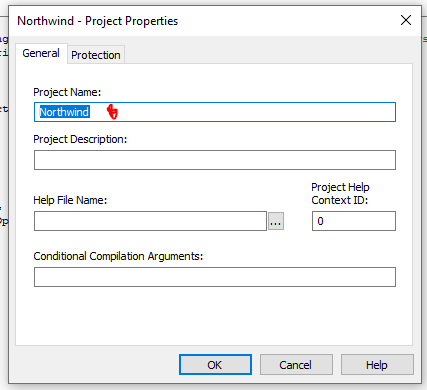 Northwind - Project Properties
General
Protection
Project Name:
Northwind
Project Description:
Help File Name:
Project Help
Context ID:
...
0
Conditional Compilation Arguments:
OK
Cancel
Help